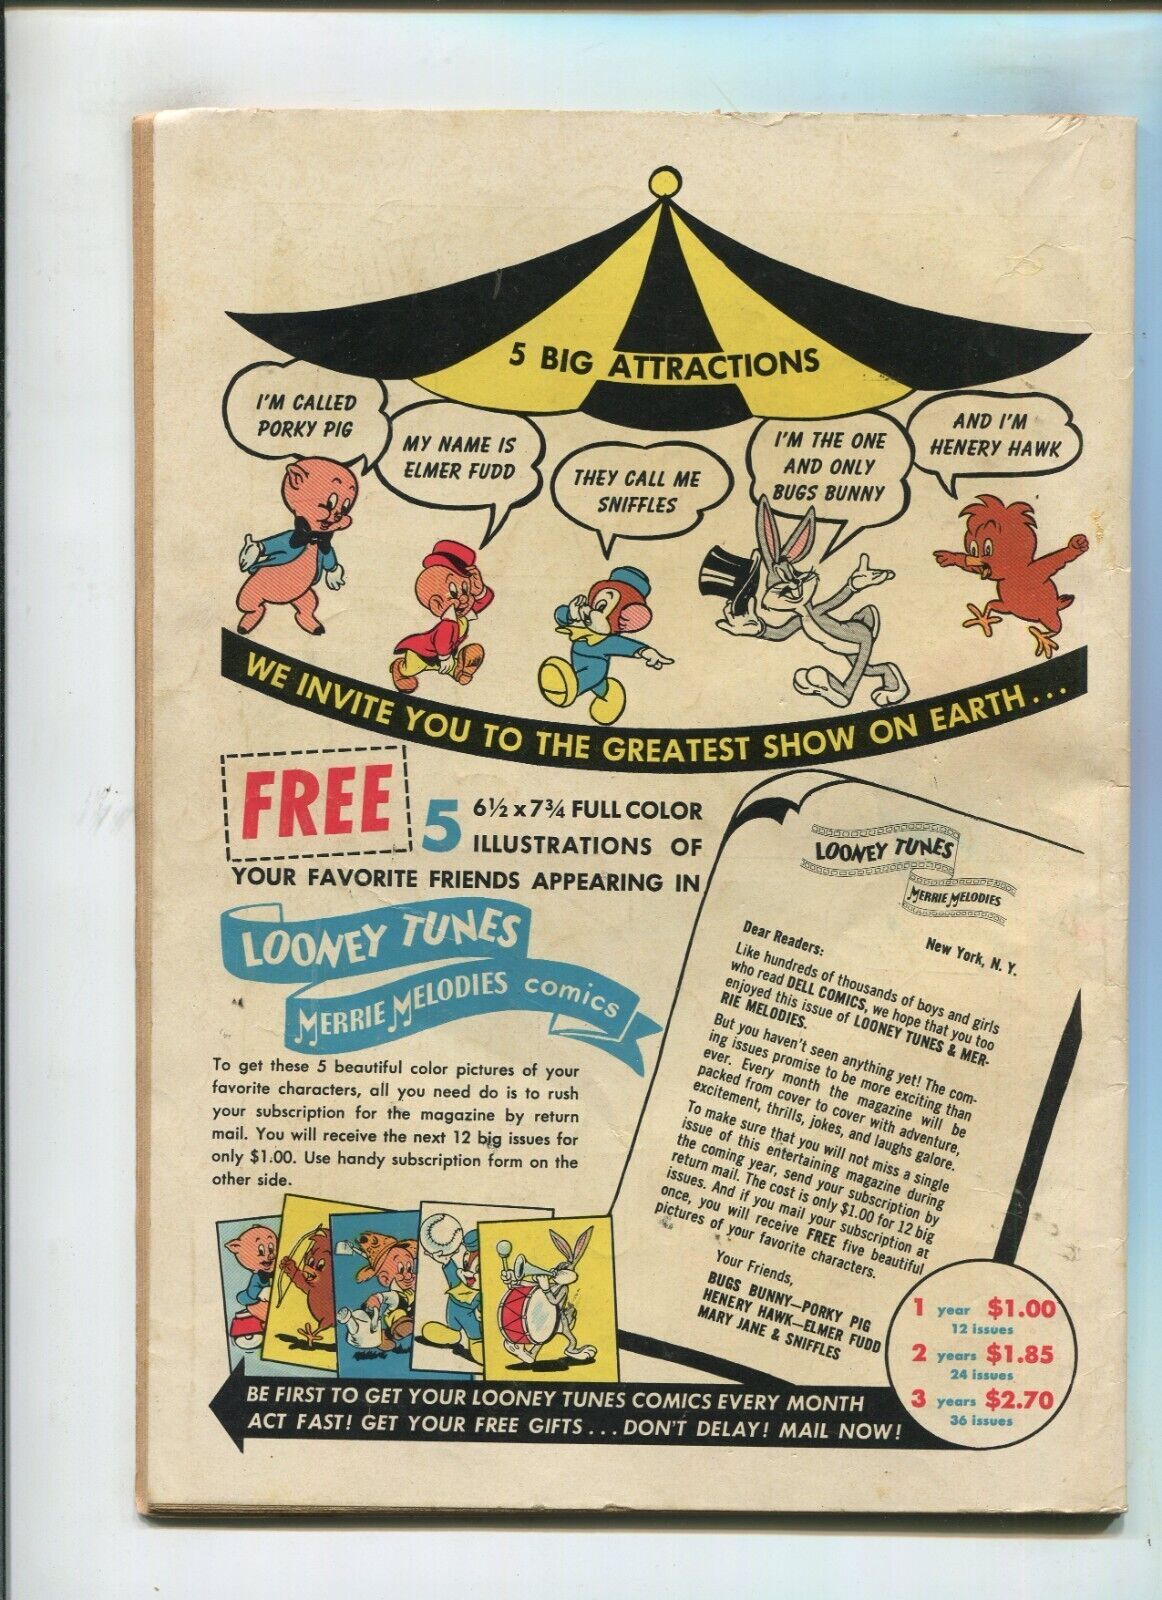 5 BIG ATTRACTIONS
I'M CALLED
PORKY PIG
MY NAME IS
ELMER FUDD
THEY CALL ME
SNIFFLES
I'M THE ONE
AND ONLY
BUGS BUNNY
AND I'M
HENERY HAWK
WE INVITE YOU TO THE GREATEST SHOW ON EARTH...
FREE
5 6½ x 7¾ FULL COLOR
ILLUSTRATIONS OF
YOUR FAVORITE FRIENDS APPEARING IN
LOONEY TUNES
MERRIE MELODIES comics
To get these 5 beautiful color pictures of your
favorite characters, all you need do is to rush
your subscription for the magazine by return
mail. You will receive the next 12 big issues for
only $1.00. Use handy subscription form on the
other side.
LOONEY TUNES
MERRIE MELODIES
New York, N. Y.
Dear Readers:
Like hundreds of thousands of boys and girls
who read DELL COMICS, we hope that you too
enjoyed this issue of LOONEY TUNES & MER-
RIE MELODIES.
But you haven't seen anything yet! The com-
ing issues promise to be more exciting than
ever. Every month the magazine will be
packed from cover to cover with adventure,
excitement, thrills, jokes, and laughs galore.
To make sure that you will not miss a single
issue of this entertaining magazine during
the coming year, send your subscription by
return mail. The cost is only $1.00 for 12 big
issues. And if you mail your subscription at
once, you will receive FREE five beautiful
pictures of your favorite characters.
Your Friends,
BUGS BUNNY—PORKY PIG
HENERY HAWK—ELMER FUDD
MARY JANE & SNIFFLES
1 year $1.00
12 issues
2 years $1.85
24 issues
3 years $2.70
36 issues
BE FIRST TO GET YOUR LOONEY TUNES COMICS EVERY MONTH
ACT FAST! GET YOUR FREE GIFTS... DON'T DELAY! MAIL NOW!